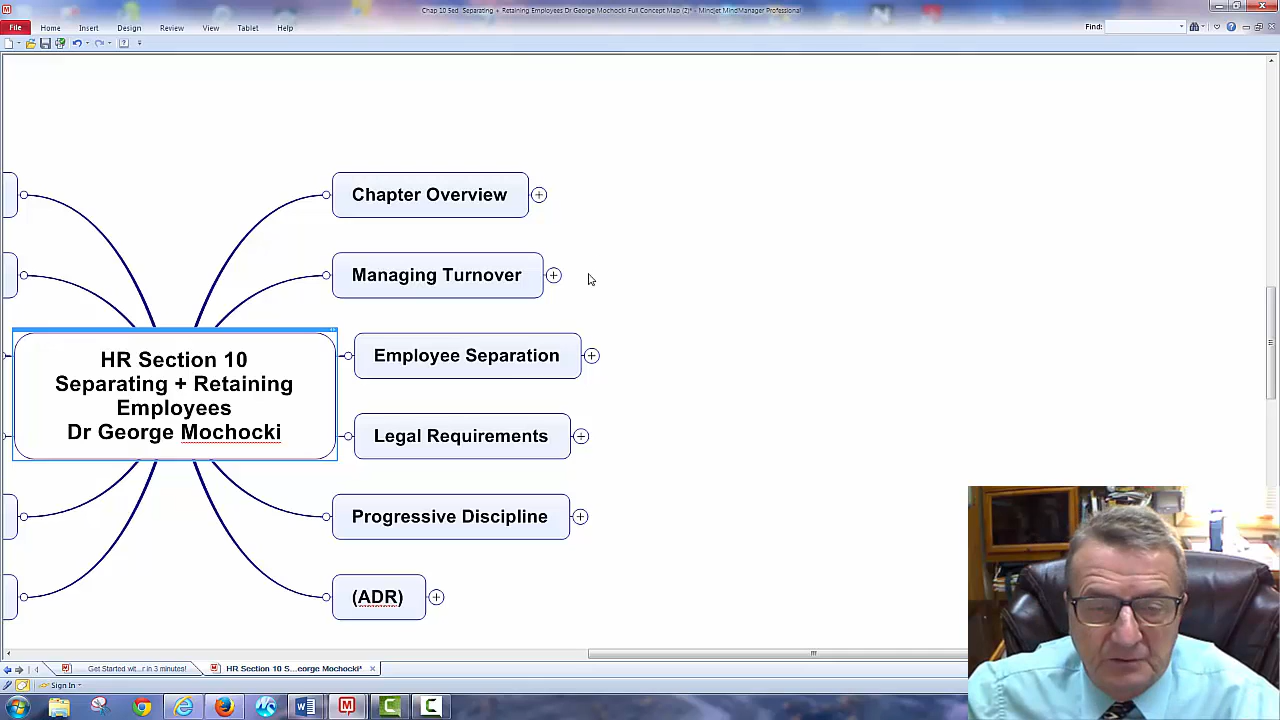 Chap 10 Sed Separating + Retaining Employees Dr George Mochocki Full Concept Map (2)* - Mindjet MindManager Professional
File Home Insert Design Review View Tablet Help
Find:
Chapter Overview
Managing Turnover
Employee Separation
HR Section 10
Separating + Retaining
Employees
Dr George Mochocki
Legal Requirements
Progressive Discipline
(ADR)
Get Started wit...r in 3 minutes!
HR Section 10 S...eorge Mochocki*
Sign In